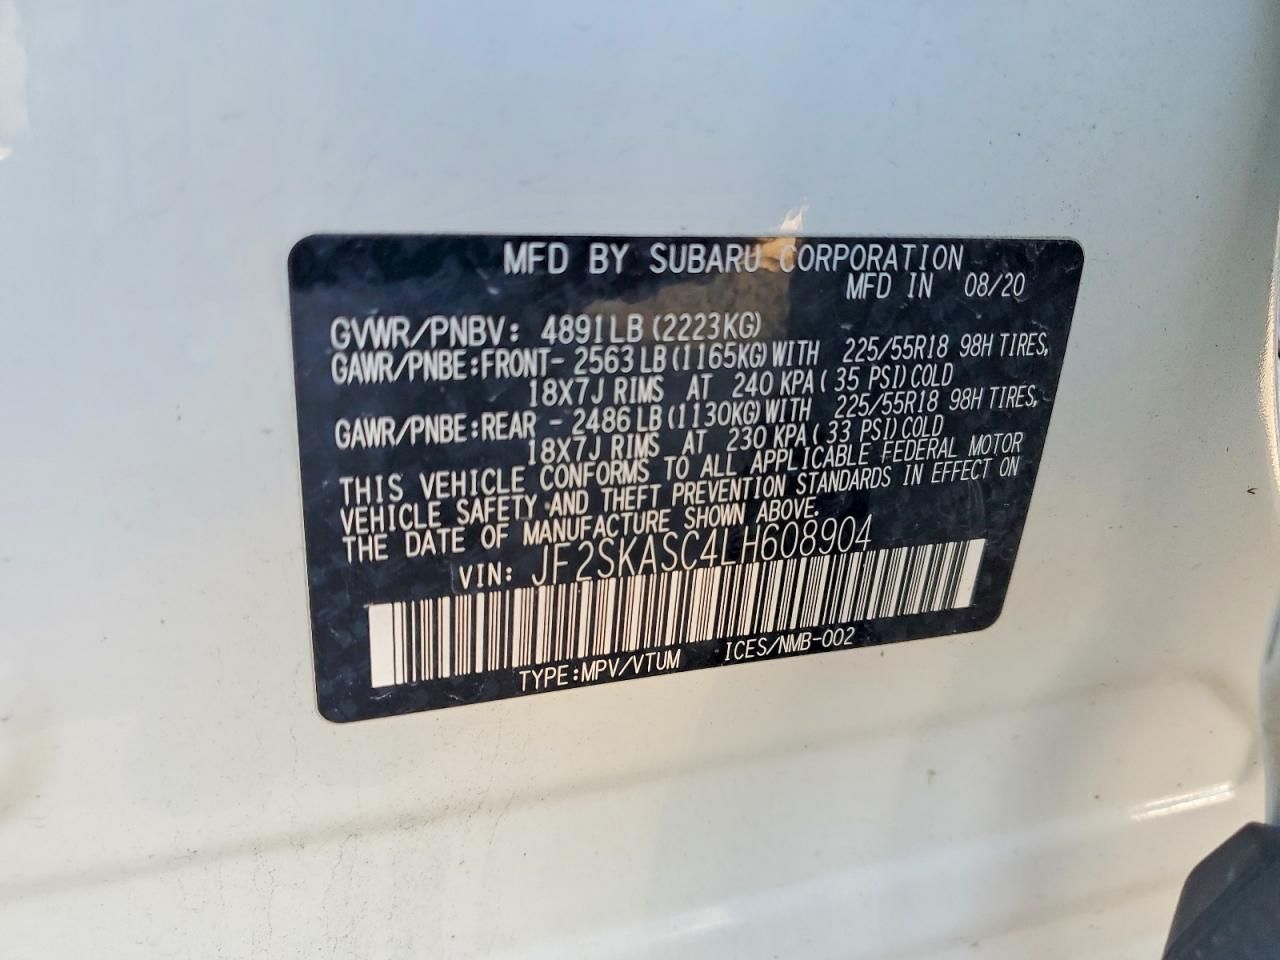 MFD BY SUBARU CORPORATION
MFD IN 08/20
GVWR/PNBV: 4891LB (2223KG)
GAWR/PNBE:FRONT- 2563 LB(1165KG)WITH 225/55R18 98H TIRES,
18X7J RIMS AT 240 KPA( 35 PSI)COLD
GAWR/PNBE:REAR - 2486 LB(1130KG)WITH 225/55R18 98H TIRES,
18X7J RIMS AT 230 KPA( 33 PSI)COLD
THIS VEHICLE CONFORMS TO ALL APPLICABLE FEDERAL MOTOR
VEHICLE SAFETY AND THEFT PREVENTION STANDARDS IN EFFECT ON
THE DATE OF MANUFACTURE SHOWN ABOVE.
VIN: JF2SKASC4LH608904
TYPE:MPV/VTUM ICES/NMB-002